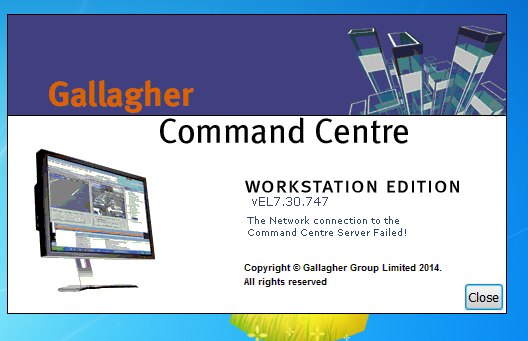 Gallagher
Command Centre
WORKSTATION EDITION
vEL7.30.747
The Network connection to the
Command Centre Server Failed!
Copyright © Gallagher Group Limited 2014.
All rights reserved
Close